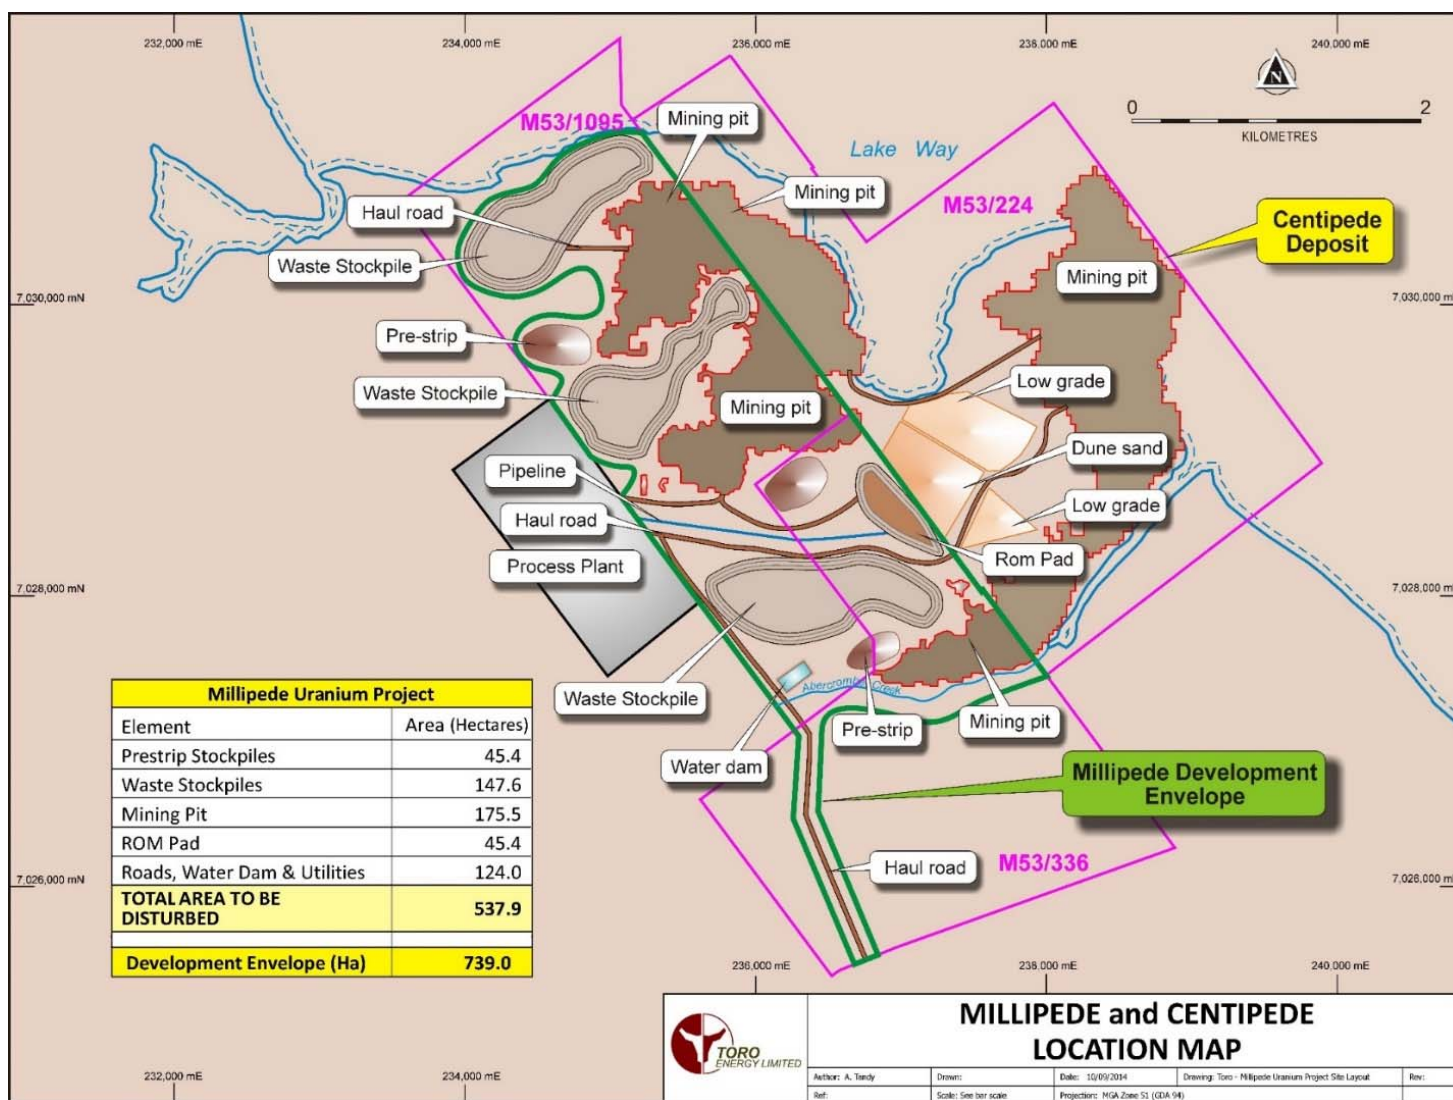 232,000 mE
234,000 mE
236,000 mE
238,000 mE
240,000 mE
N
0 2
KILOMETRES
M53/1095
Mining pit
Lake Way
Mining pit
M53/224
Centipede
Deposit
Haul road
Waste Stockpile
Mining pit
7,030,000 mN
7,030,000 mN
Pre-strip
Low grade
Waste Stockpile
Mining pit
Dune sand
Pipeline
Low grade
Haul road
Rom Pad
Process Plant
7,028,000 mN
7,028,000 mN
Waste Stockpile
Abercromby Creek
Pre-strip
Mining pit
Water dam
Millipede Development
Envelope
Haul road
M53/336
7,026,000 mN
7,026,000 mN
Millipede Uranium Project
Element Area (Hectares)
Prestrip Stockpiles 45.4
Waste Stockpiles 147.6
Mining Pit 175.5
ROM Pad 45.4
Roads, Water Dam & Utilities 124.0
TOTAL AREA TO BE
DISTURBED 537.9
Development Envelope (Ha) 739.0
236,000 mE
238,000 mE
240,000 mE
232,000 mE
234,000 mE
TORO
ENERGY LIMITED
MILLIPEDE and CENTIPEDE
LOCATION MAP
Author: A. Tandy Drawn: Date: 10/09/2014 Drawing: Toro - Millipede Uranium Project Site Layout Rev:
Ref: Scale: See bar scale Projection: MGA Zone 51 (GDA 94)